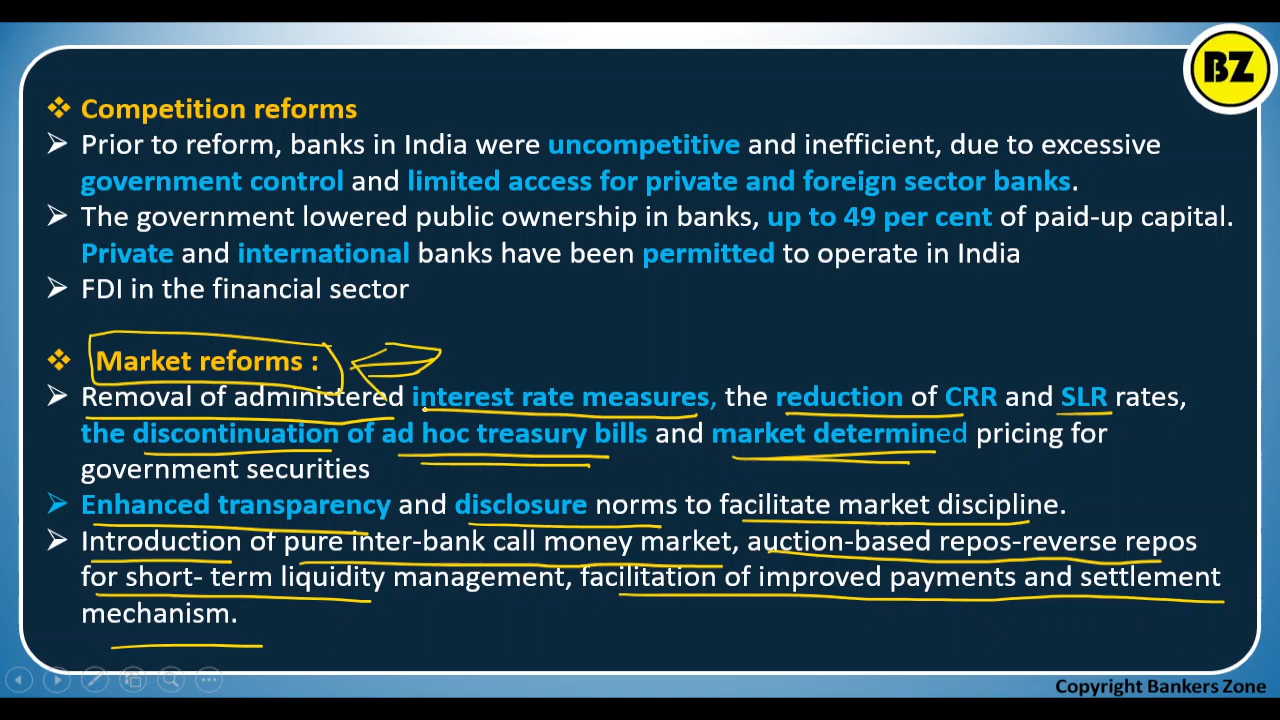 BZ
❖ Competition reforms
➢ Prior to reform, banks in India were uncompetitive and inefficient, due to excessive
government control and limited access for private and foreign sector banks.
➢ The government lowered public ownership in banks, up to 49 per cent of paid-up capital.
Private and international banks have been permitted to operate in India
➢ FDI in the financial sector
❖ Market reforms :
➢ Removal of administered interest rate measures, the reduction of CRR and SLR rates,
the discontinuation of ad hoc treasury bills and market determined pricing for
government securities
➢ Enhanced transparency and disclosure norms to facilitate market discipline.
➢ Introduction of pure inter-bank call money market, auction-based repos-reverse repos
for short- term liquidity management, facilitation of improved payments and settlement
mechanism.
Copyright Bankers Zone